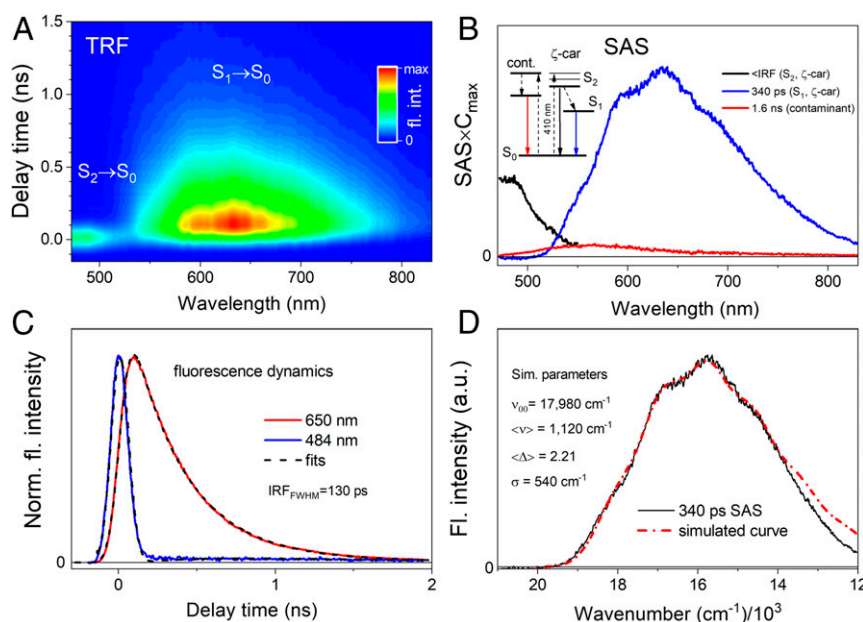 A
TRF
S₁→S₀
S₂→S₀
max
fl. int.
0
Delay time (ns)
1.5
1.0
0.5
0.0
500 600 700 800
Wavelength (nm)
B
SAS
cont.
ζ-car
S₂
S₁
410 nm
S₀
<IRF (S₂, ζ-car)
340 ps (S₁, ζ-car)
1.6 ns (contaminant)
SAS×Cmax
0
500 600 700 800
Wavelength (nm)
C
fluorescence dynamics
650 nm
484 nm
fits
IRFFWHM=130 ps
Norm. fl. intensity
0
0 1 2
Delay time (ns)
D
Sim. parameters
ν₀₀= 17,980 cm⁻¹
<ν> = 1,120 cm⁻¹
<Δ> = 2.21
σ = 540 cm⁻¹
340 ps SAS
simulated curve
Fl. intensity (a.u.)
0
20 18 16 14 12
Wavenumber (cm⁻¹)/10³